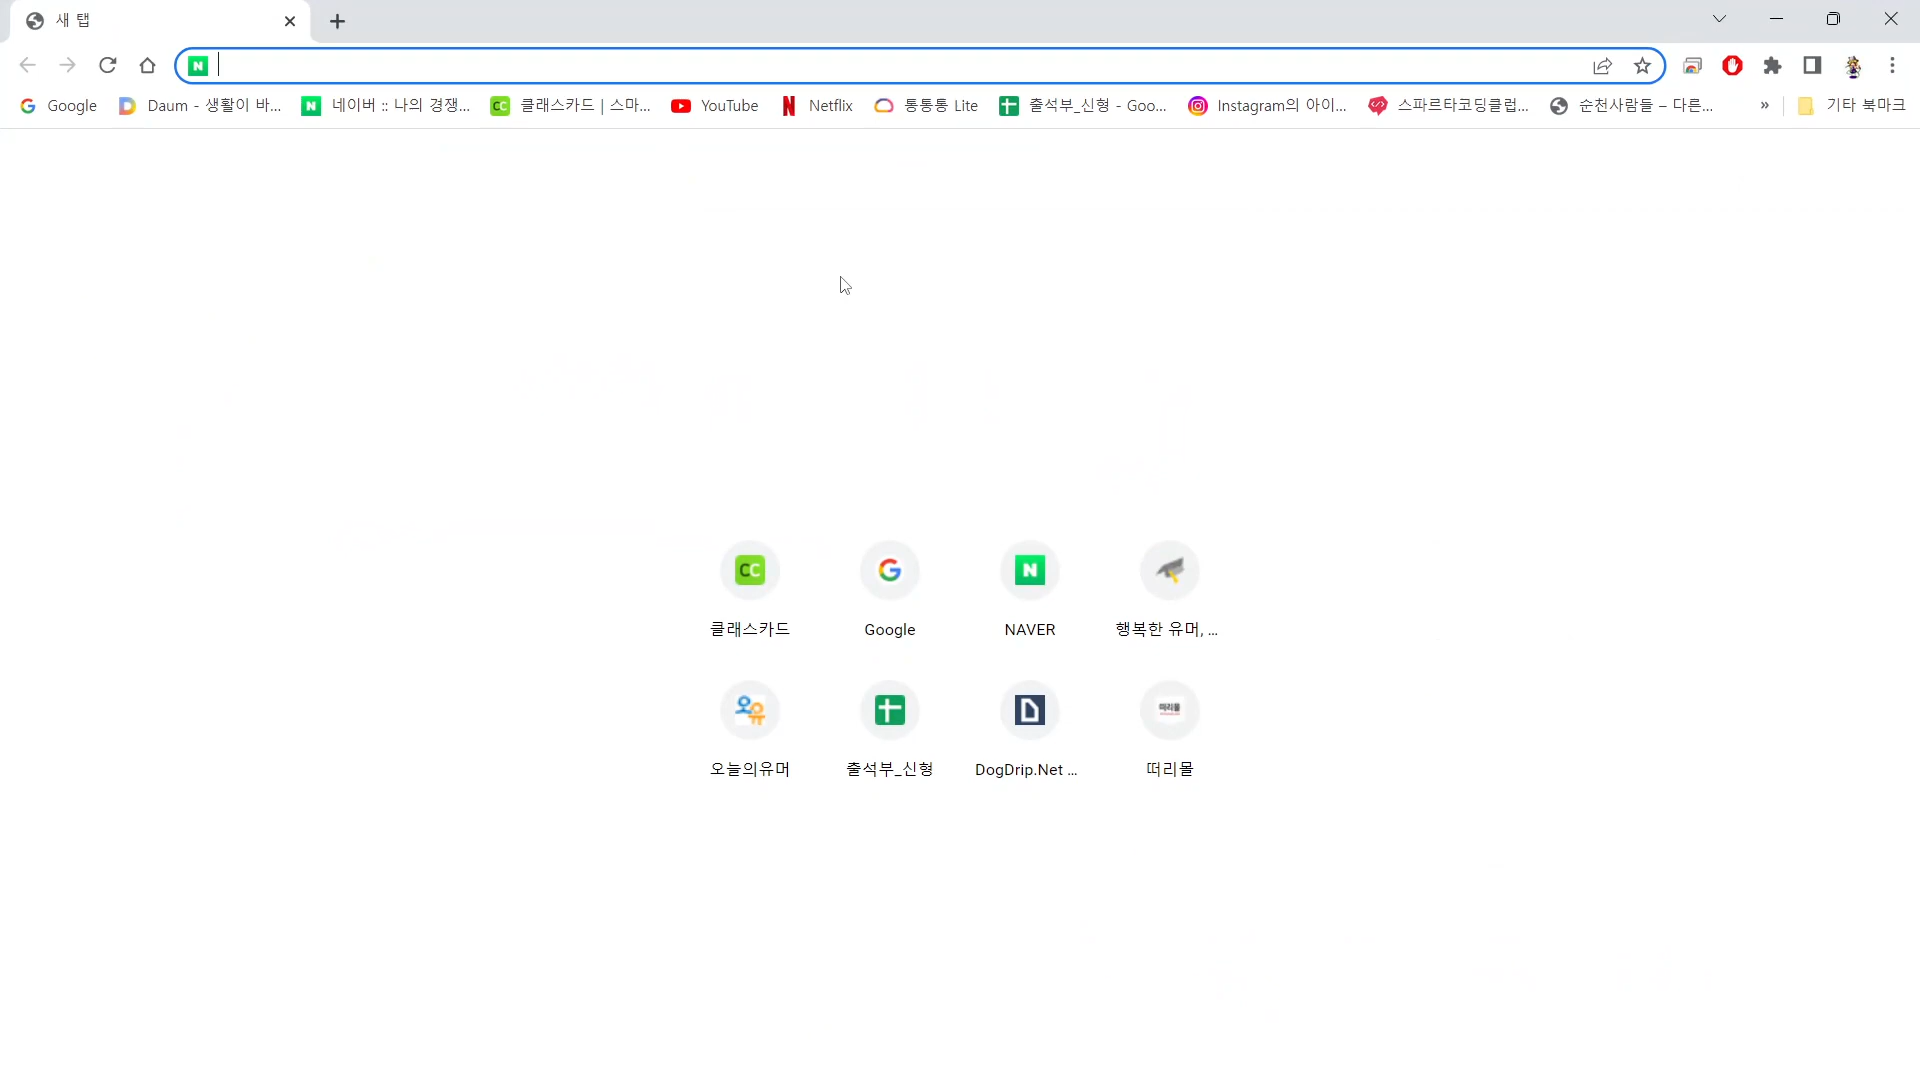 새 탭
Google Daum - 생활이 바... 네이버 :: 나의 경쟁... 클래스카드 | 스마... YouTube Netflix 통통통 Lite 출석부_신형 - Goo... Instagram의 아이... 스파르타코딩클럽... 순천사람들 – 다른... » 기타 북마크
클래스카드 Google NAVER 행복한 유머, ...
오유 떠리몰
오늘의유머 출석부_신형 DogDrip.Net ... 떠리몰